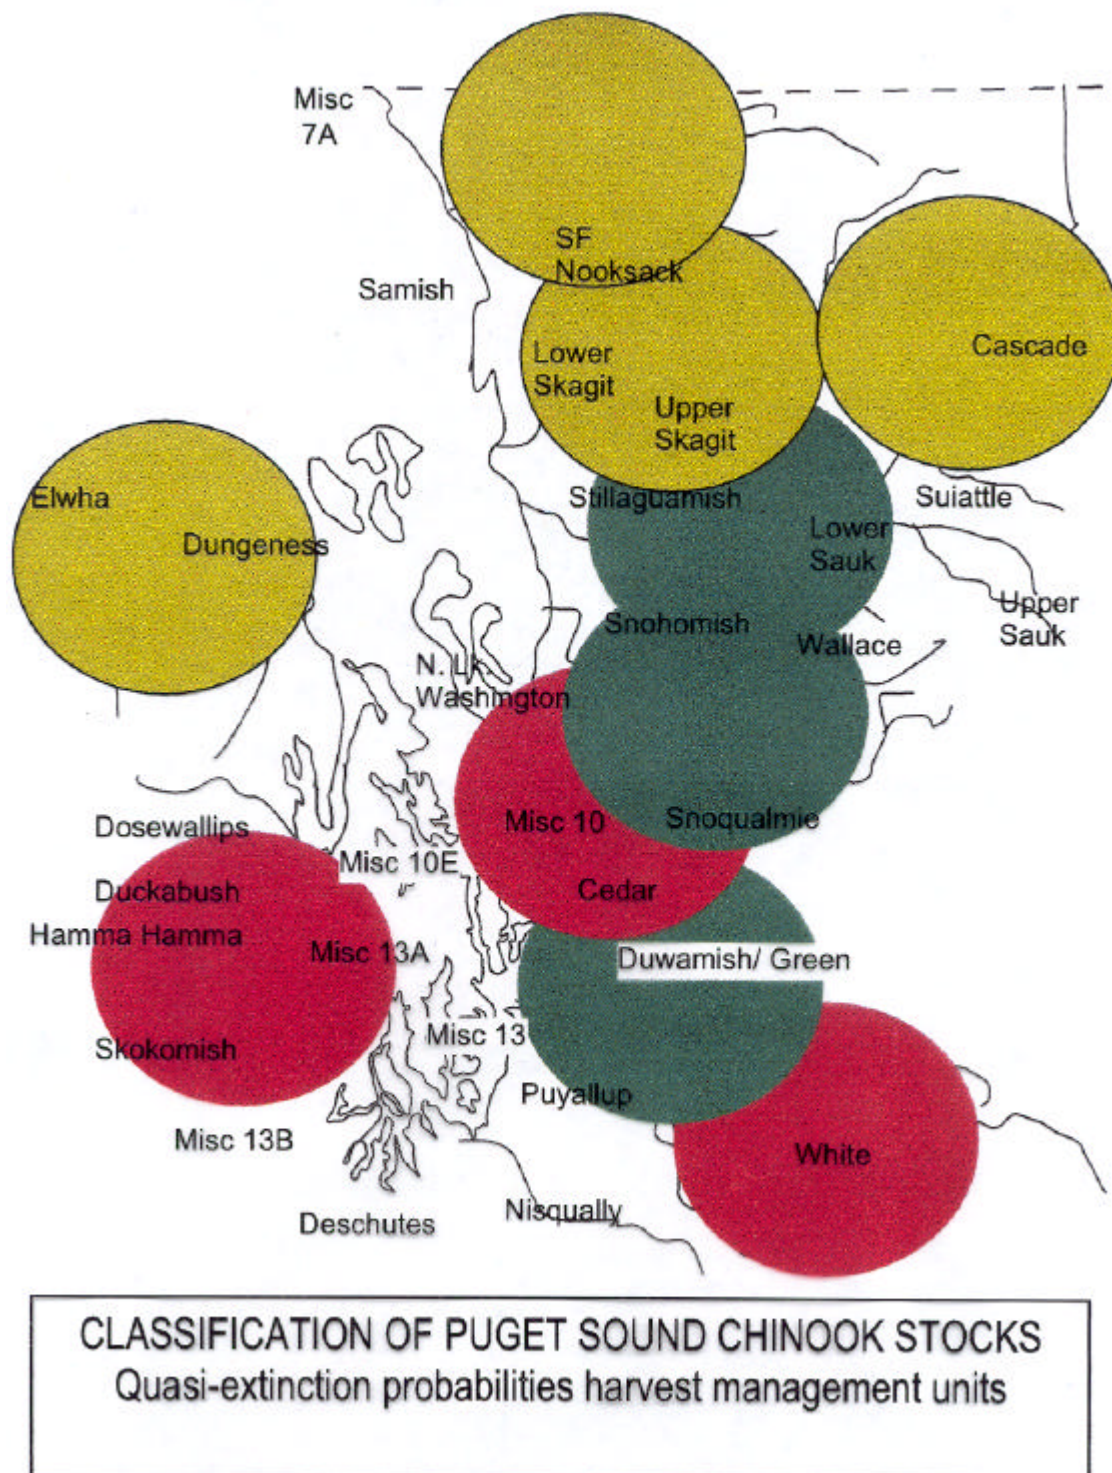 Misc
7A
SF
Nooksack
Samish
Lower
Skagit
Cascade
Upper
Skagit
Elwha
Stillaguamish
Suiattle
Dungeness
Lower
Sauk
Upper
Sauk
Snohomish
Wallace
N. Lk
Washington
Misc 10
Snoqualmie
Dosewallips
Misc 10E
Duckabush
Cedar
Hamma Hamma
Misc 13A
Duwamish/ Green
Skokomish
Misc 13
Puyallup
Misc 13B
White
Deschutes
Nisqually
CLASSIFICATION OF PUGET SOUND CHINOOK STOCKS
Quasi-extinction probabilities harvest management units